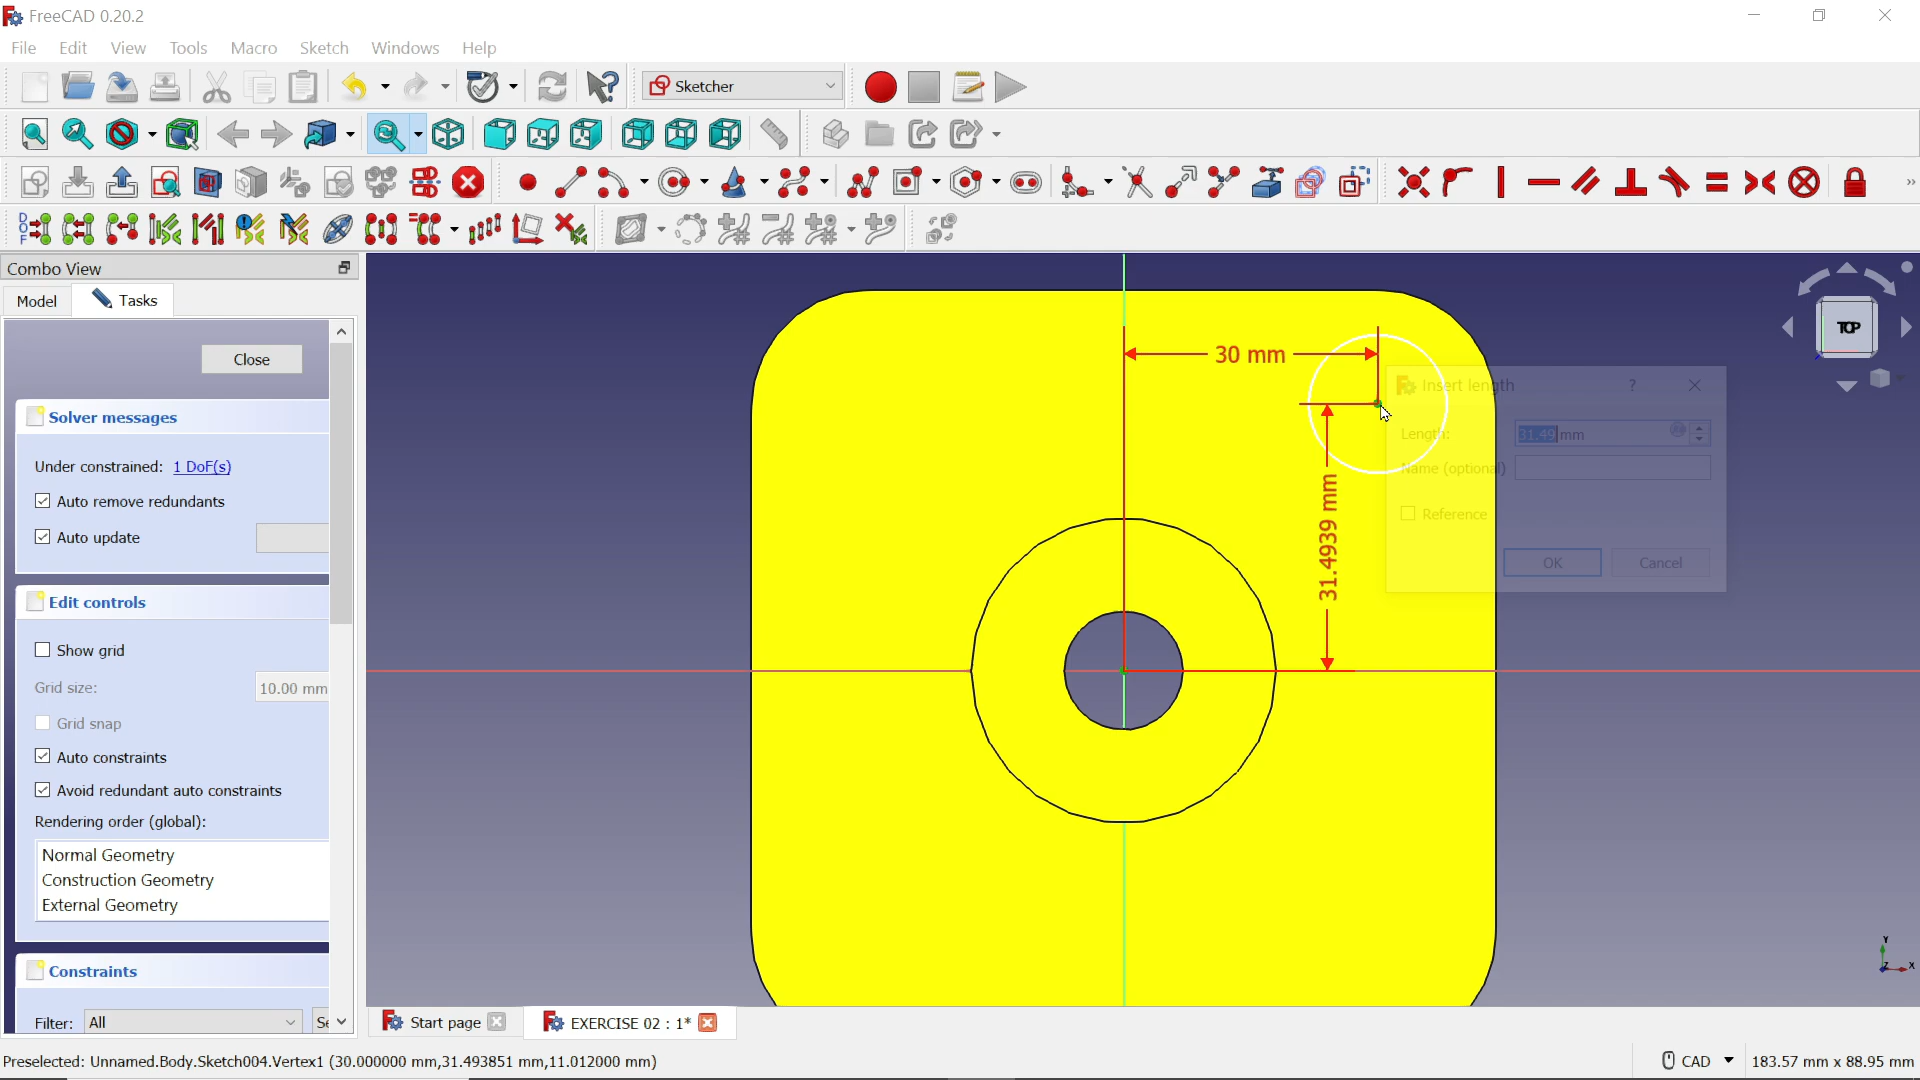 FreeCAD 0.20.2
File Edit View Tools Macro Sketch Windows Help
Sketcher
Combo View
Model Tasks
Close
Solver messages
Under constrained: 1 DoF(s)
Auto remove redundants
Auto update
Edit controls
Show grid
Grid size: 10.00 mm
Grid snap
Auto constraints
Avoid redundant auto constraints
Rendering order (global):
Normal Geometry
Construction Geometry
External Geometry
Constraints
Filter: All Se
30 mm
31.4939 mm
Insert length ?
Length: 31.49 mm
Name (optional)
Reference
OK Cancel
TOP
Y
Z X
Start page
EXERCISE 02 : 1*
Preselected: Unnamed.Body.Sketch004.Vertex1 (30.000000 mm,31.493851 mm,11.012000 mm)
CAD 183.57 mm x 88.95 mm